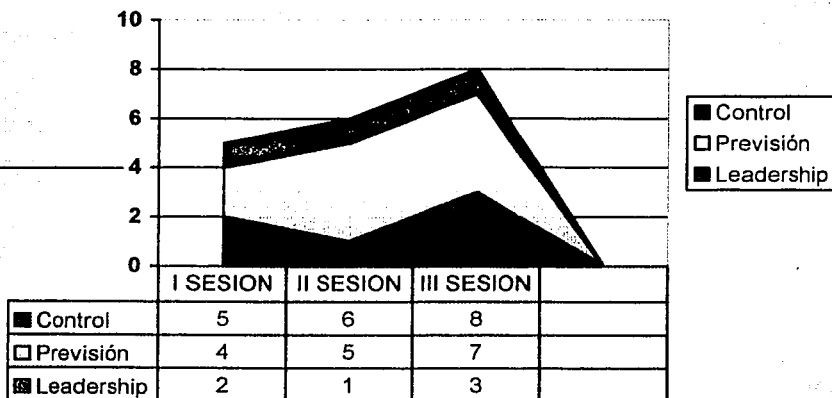 10
8
6
4
2
0
Control
Previsión
Leadership
I SESION II SESION III SESION
Control 5 6 8
Previsión 4 5 7
Leadership 2 1 3